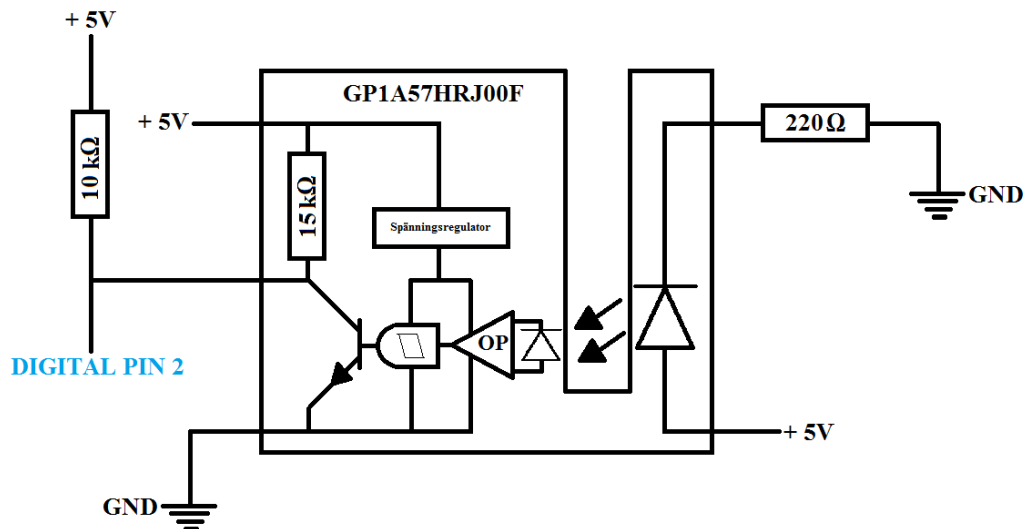 + 5V
GP1A57HRJ00F
+ 5V
10 kΩ
15 kΩ
220 Ω
GND
Spänningsregulator
OP
DIGITAL PIN 2
+ 5V
GND